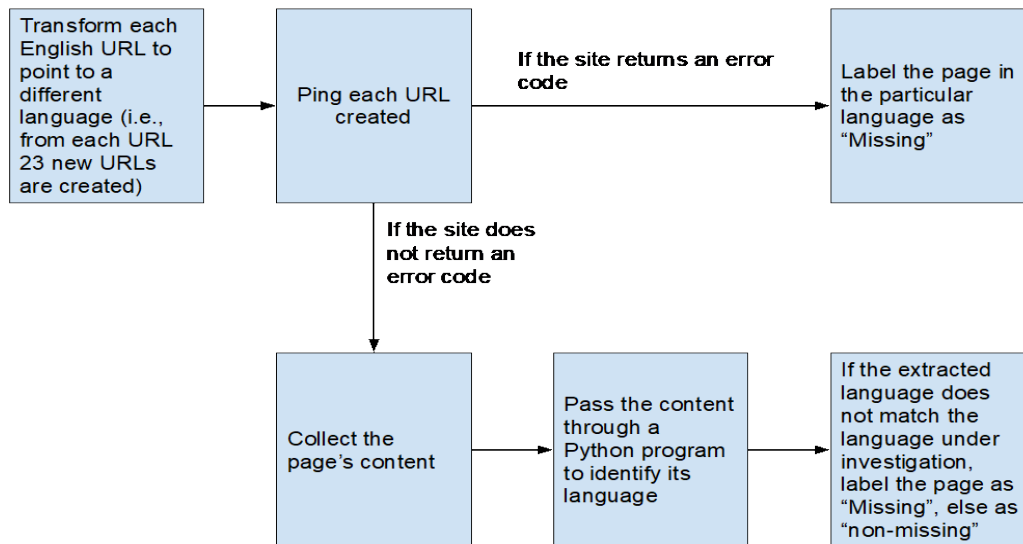 Transform each
English URL to
point to a
different
language (i.e.,
from each URL
23 new URLs
are created)
Ping each URL
created
If the site returns an error
code
Label the page in
the particular
language as
“Missing”
If the site does
not return an
error code
Collect the
page’s content
Pass the content
through a
Python program
to identify its
language
If the extracted
language does
not match the
language under
investigation,
label the page as
“Missing”, else as
“non-missing”